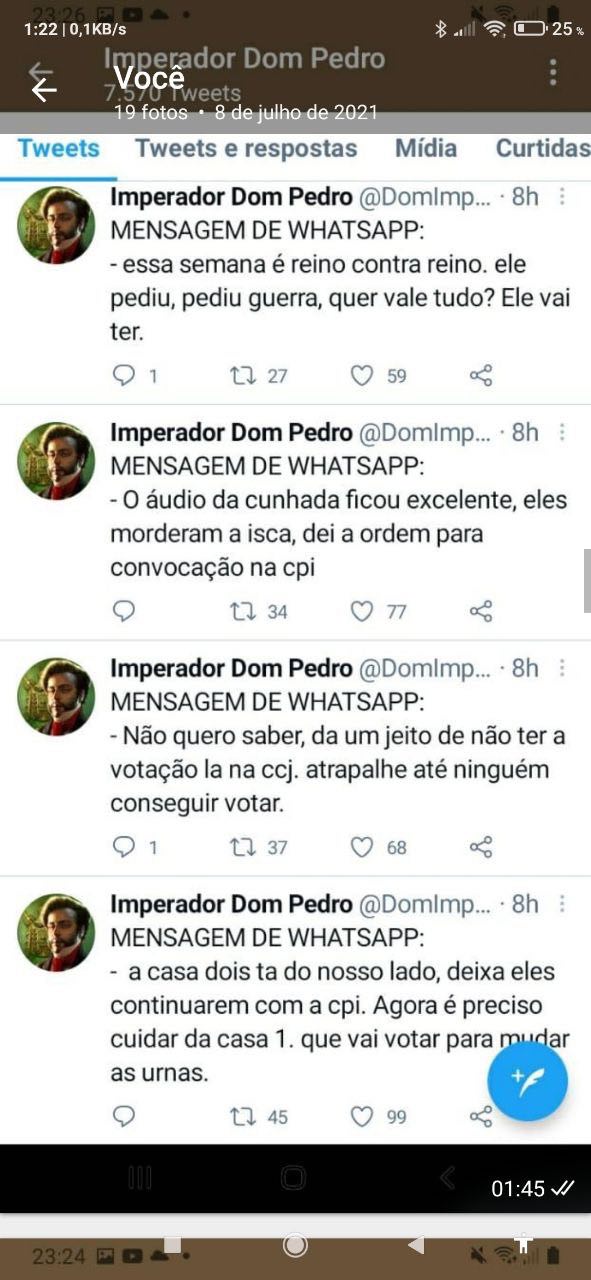 23:26
1:22 | 0,1KB/s
25%
Imperador Dom Pedro
Você
7.570 Tweets
19 fotos • 8 de julho de 2021
Tweets Tweets e respostas Mídia Curtidas
Imperador Dom Pedro @DomImp... · 8h
MENSAGEM DE WHATSAPP:
- essa semana é reino contra reino. ele
pediu, pediu guerra, quer vale tudo? Ele vai
ter.
1 27 59
Imperador Dom Pedro @DomImp... · 8h
MENSAGEM DE WHATSAPP:
- O áudio da cunhada ficou excelente, eles
morderam a isca, dei a ordem para
convocação na cpi
34 77
Imperador Dom Pedro @DomImp... · 8h
MENSAGEM DE WHATSAPP:
- Não quero saber, da um jeito de não ter a
votação la na ccj. atrapalhe até ninguém
conseguir votar.
1 37 68
Imperador Dom Pedro @DomImp... · 8h
MENSAGEM DE WHATSAPP:
- a casa dois ta do nosso lado, deixa eles
continuarem com a cpi. Agora é preciso
cuidar da casa 1. que vai votar para mudar
as urnas.
45 99
01:45
23:24